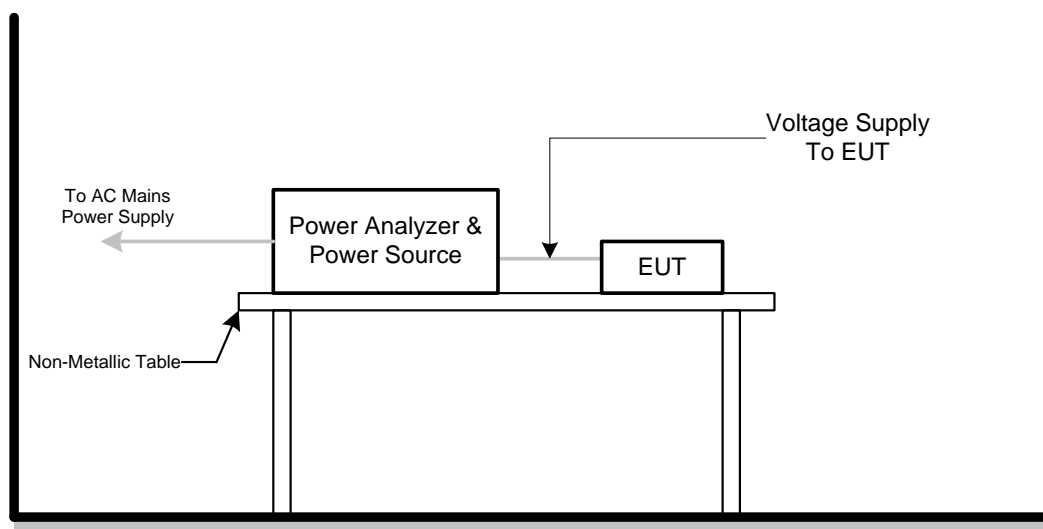 Voltage Supply
To EUT
To AC Mains
Power Supply
Power Analyzer &
Power Source
EUT
Non-Metallic Table